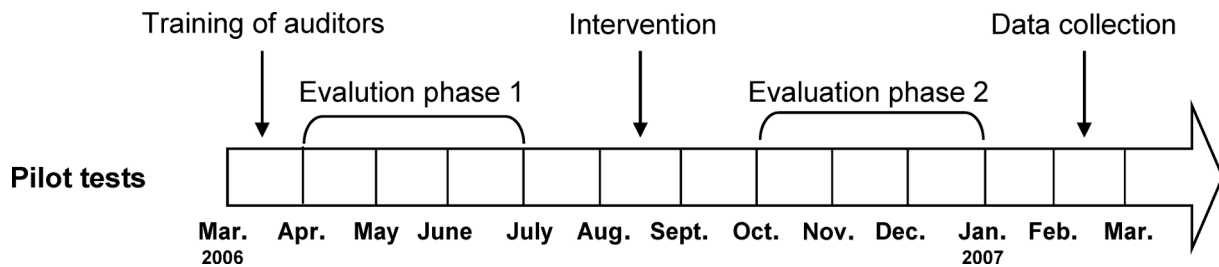 Training of auditors
Intervention
Data collection
Evalution phase 1
Evaluation phase 2
Pilot tests
Mar. Apr. May June July Aug. Sept. Oct. Nov. Dec. Jan. Feb. Mar.
2006 2007